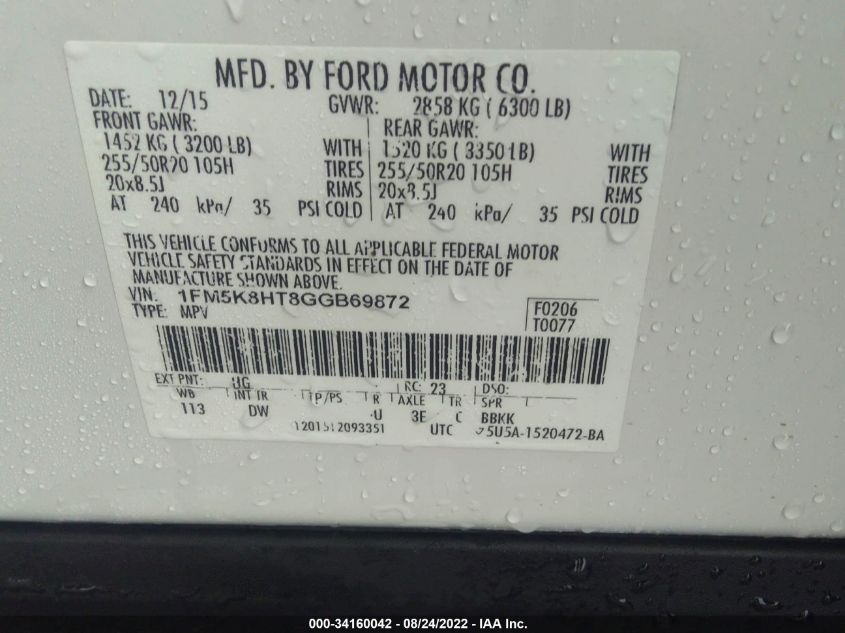 MFD. BY FORD MOTOR CO.
DATE: 12/15 GVWR: 2858 KG ( 6300 LB)
FRONT GAWR: REAR GAWR:
1452 KG ( 3200 LB) WITH 1520 KG ( 3350 LB) WITH
255/50R20 105H TIRES 255/50R20 105H TIRES
20x8.5J RIMS 20x8.5J RIMS
AT 240 kPa/ 35 PSI COLD AT 240 kPa/ 35 PSI COLD
THIS VEHICLE CONFORMS TO ALL APPLICABLE FEDERAL MOTOR
VEHICLE SAFETY STANDARDS IN EFFECT ON THE DATE OF
MANUFACTURE SHOWN ABOVE.
VIN: 1FM5K8HT8GGB69872 F0206
TYPE: MPV T0077
EXT PNT: UG RC: 23 DSO:
WB INT TR TP/PS R AXLE TR SPR
113 DW U 3E C BBKK
UTC 5U5A-1520472-BA
000-34160042 - 08/24/2022 - IAA Inc.